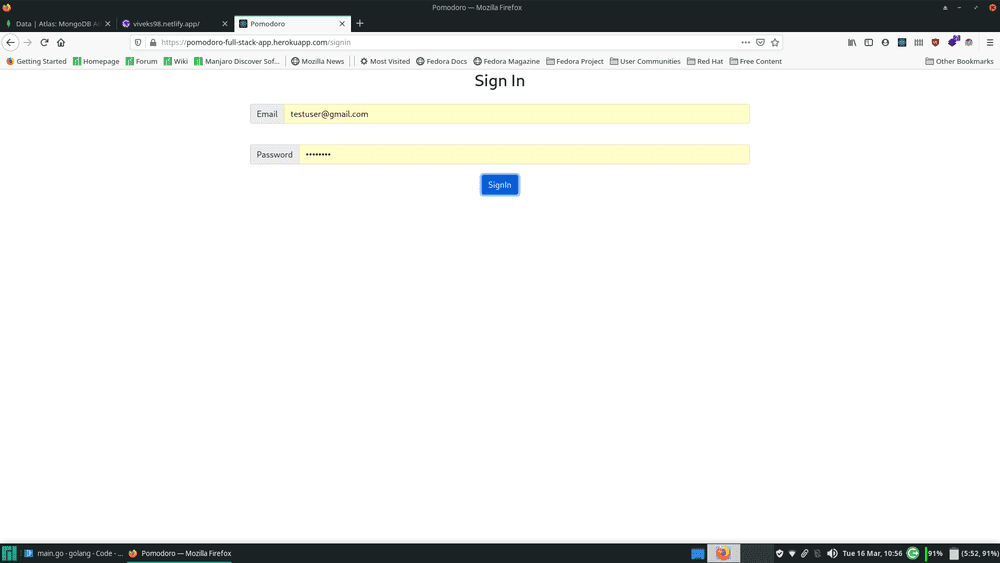 Pomodoro — Mozilla Firefox
Data | Atlas: MongoDB At
viveks98.netlify.app/
Pomodoro
https://pomodoro-full-stack-app.herokuapp.com/signin
Getting Started
Homepage
Forum
Wiki
Manjaro Discover Sof...
Mozilla News
Most Visited
Fedora Docs
Fedora Magazine
Fedora Project
User Communities
Red Hat
Free Content
Other Bookmarks
Sign In
Email
testuser@gmail.com
Password
••••••••
SignIn
main.go - golang - Code - ...
Pomodoro — Mozilla Firefox
Tue 16 Mar, 10:56
91%
(5:52, 91%)